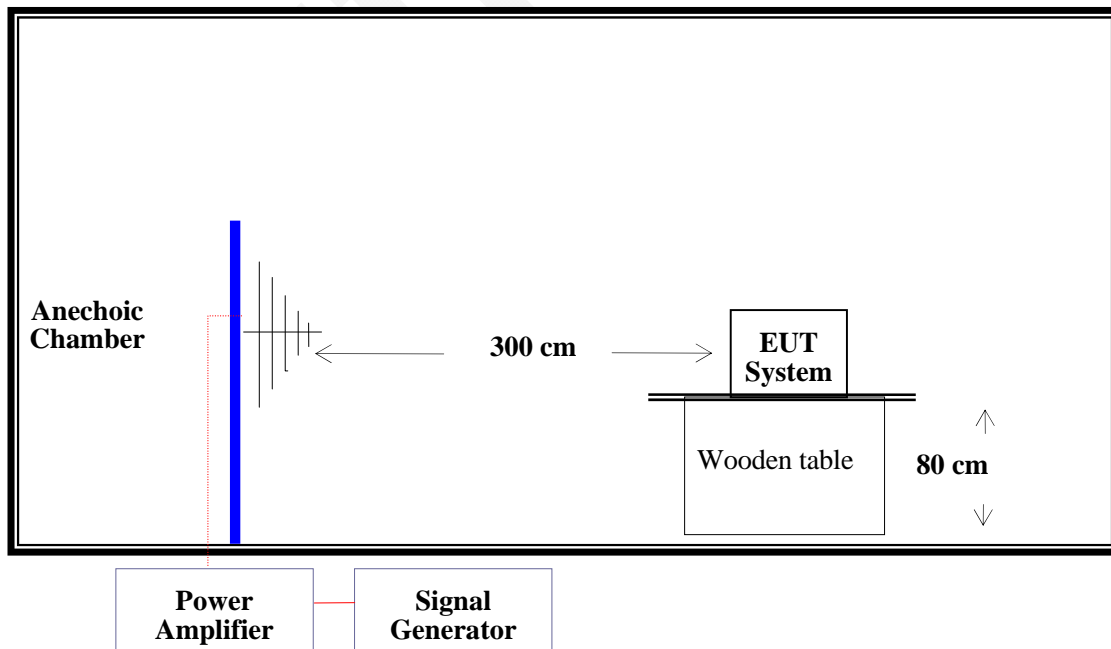 Anechoic
Chamber
300 cm
EUT
System
Wooden table
80 cm
Power
Amplifier
Signal
Generator